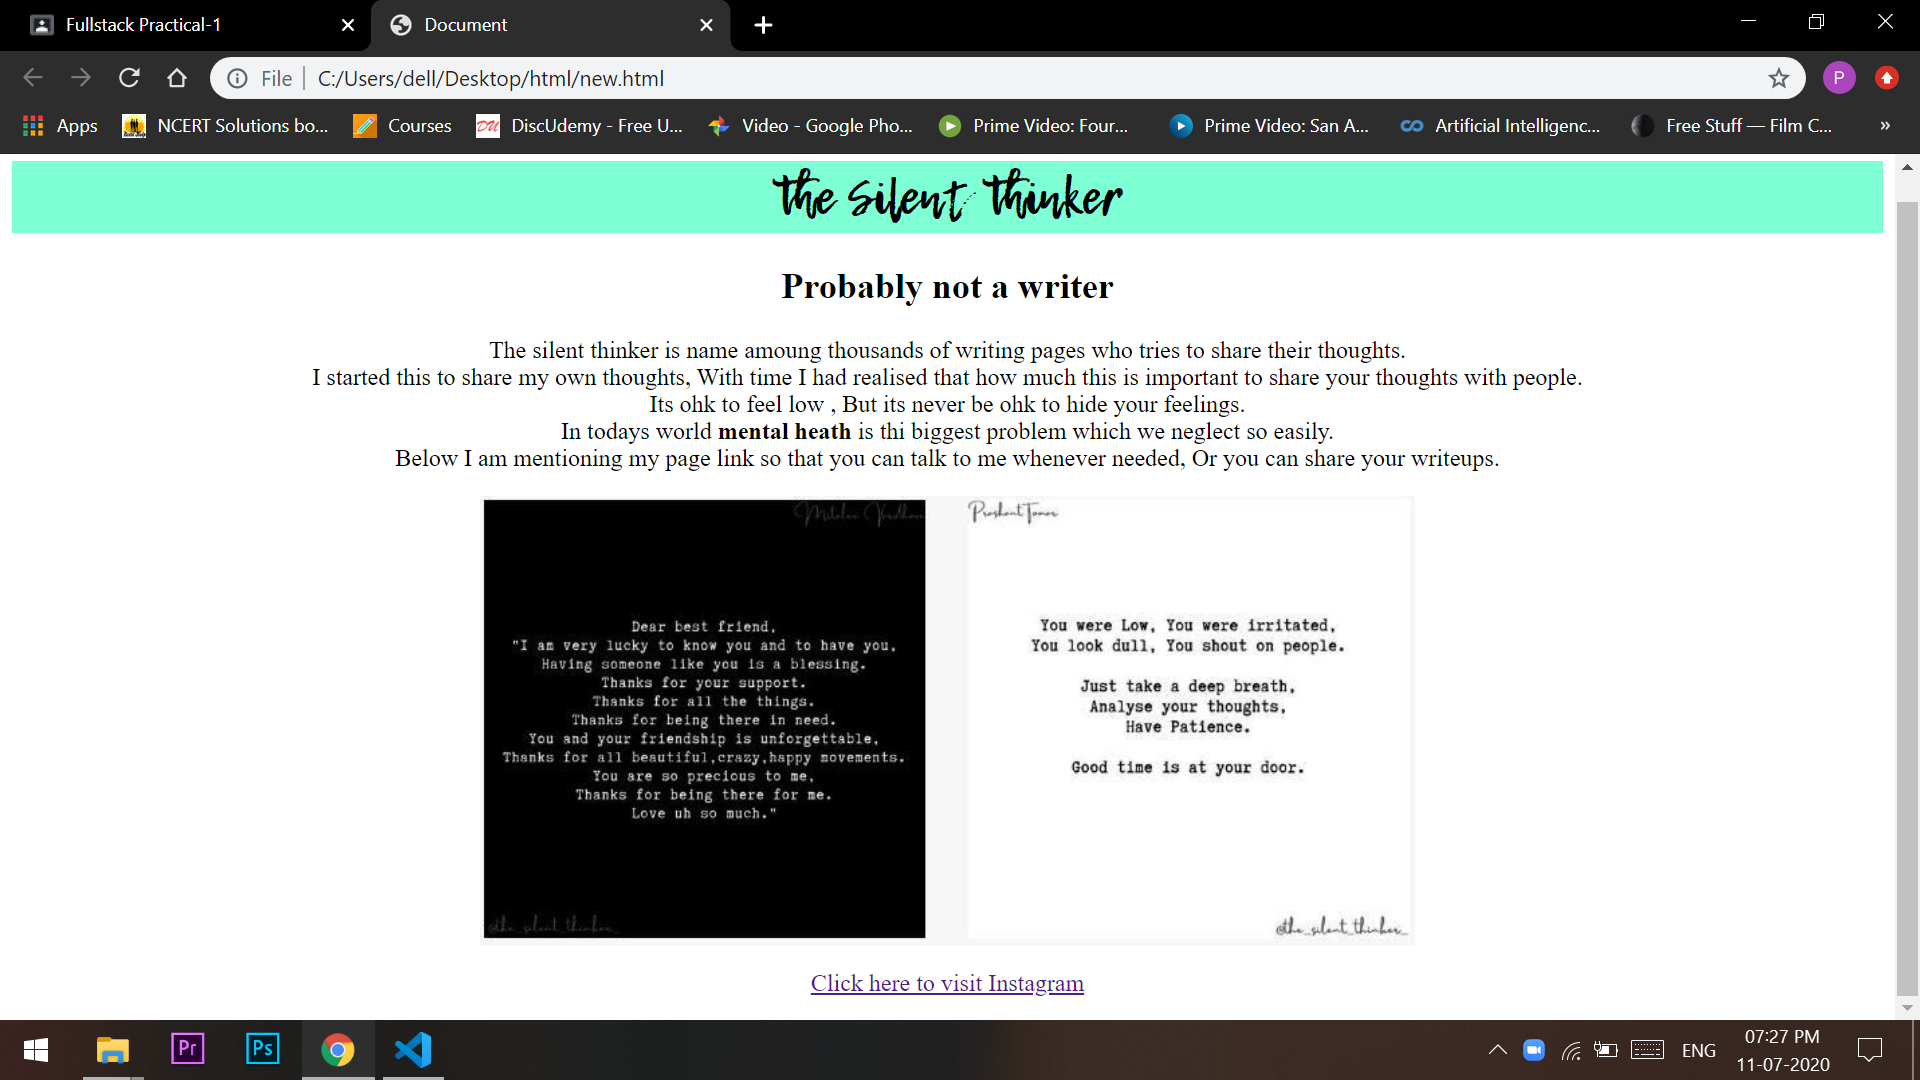 Fullstack Practical-1
Document
File
C:/Users/dell/Desktop/html/new.html
P
Apps
NCERT Solutions bo...
Courses
DU
DiscUdemy - Free U...
Video - Google Pho...
Prime Video: Four...
Prime Video: San A...
Artificial Intelligenc...
Free Stuff — Film C...
»
The Silent Thinker
Probably not a writer
The silent thinker is name amoung thousands of writing pages who tries to share their thoughts.
I started this to share my own thoughts, With time I had realised that how much this is important to share your thoughts with people.
Its ohk to feel low , But its never be ohk to hide your feelings.
In todays world mental heath is thi biggest problem which we neglect so easily.
Below I am mentioning my page link so that you can talk to me whenever needed, Or you can share your writeups.
Dear best friend,
"I am very lucky to know you and to have you,
Having someone like you is a blessing.
Thanks for your support.
Thanks for all the things.
Thanks for being there in need.
You and your friendship is unforgettable,
Thanks for all beautiful,crazy,happy movements.
You are so precious to me,
Thanks for being there for me.
Love uh so much."
@the_silent_thinker_
You were Low, You were irritated,
You look dull, You shout on people.
Just take a deep breath,
Analyse your thoughts,
Have Patience.
Good time is at your door.
@the_silent_thinker_
Click here to visit Instagram
Pr
Ps
ENG
07:27 PM
11-07-2020